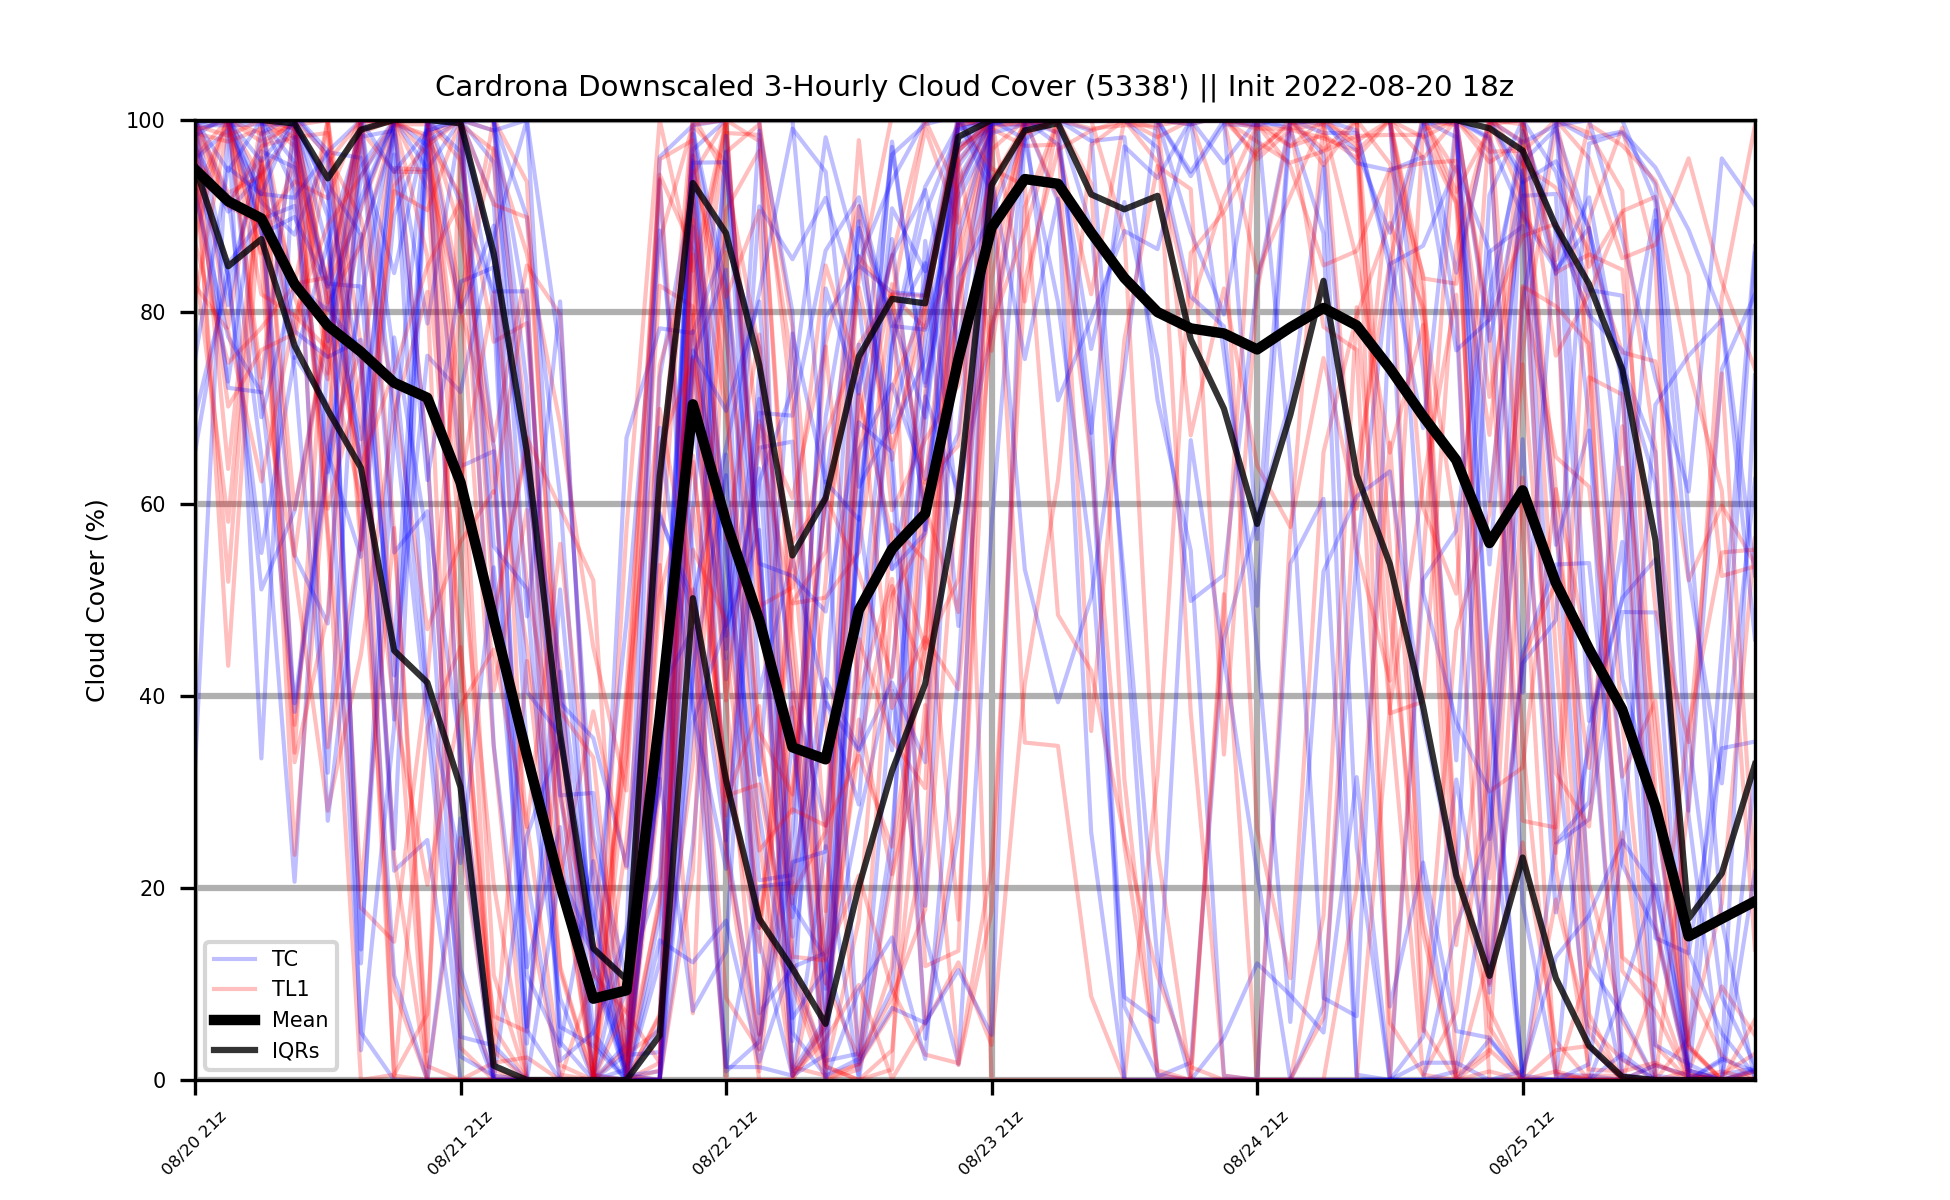 Cardrona Downscaled 3-Hourly Cloud Cover (5338') || Init 2022-08-20 18z
Cloud Cover (%)
100
80
60
40
20
0
TC
TL1
Mean
IQRs
08/20 21z
08/21 21z
08/22 21z
08/23 21z
08/24 21z
08/25 21z